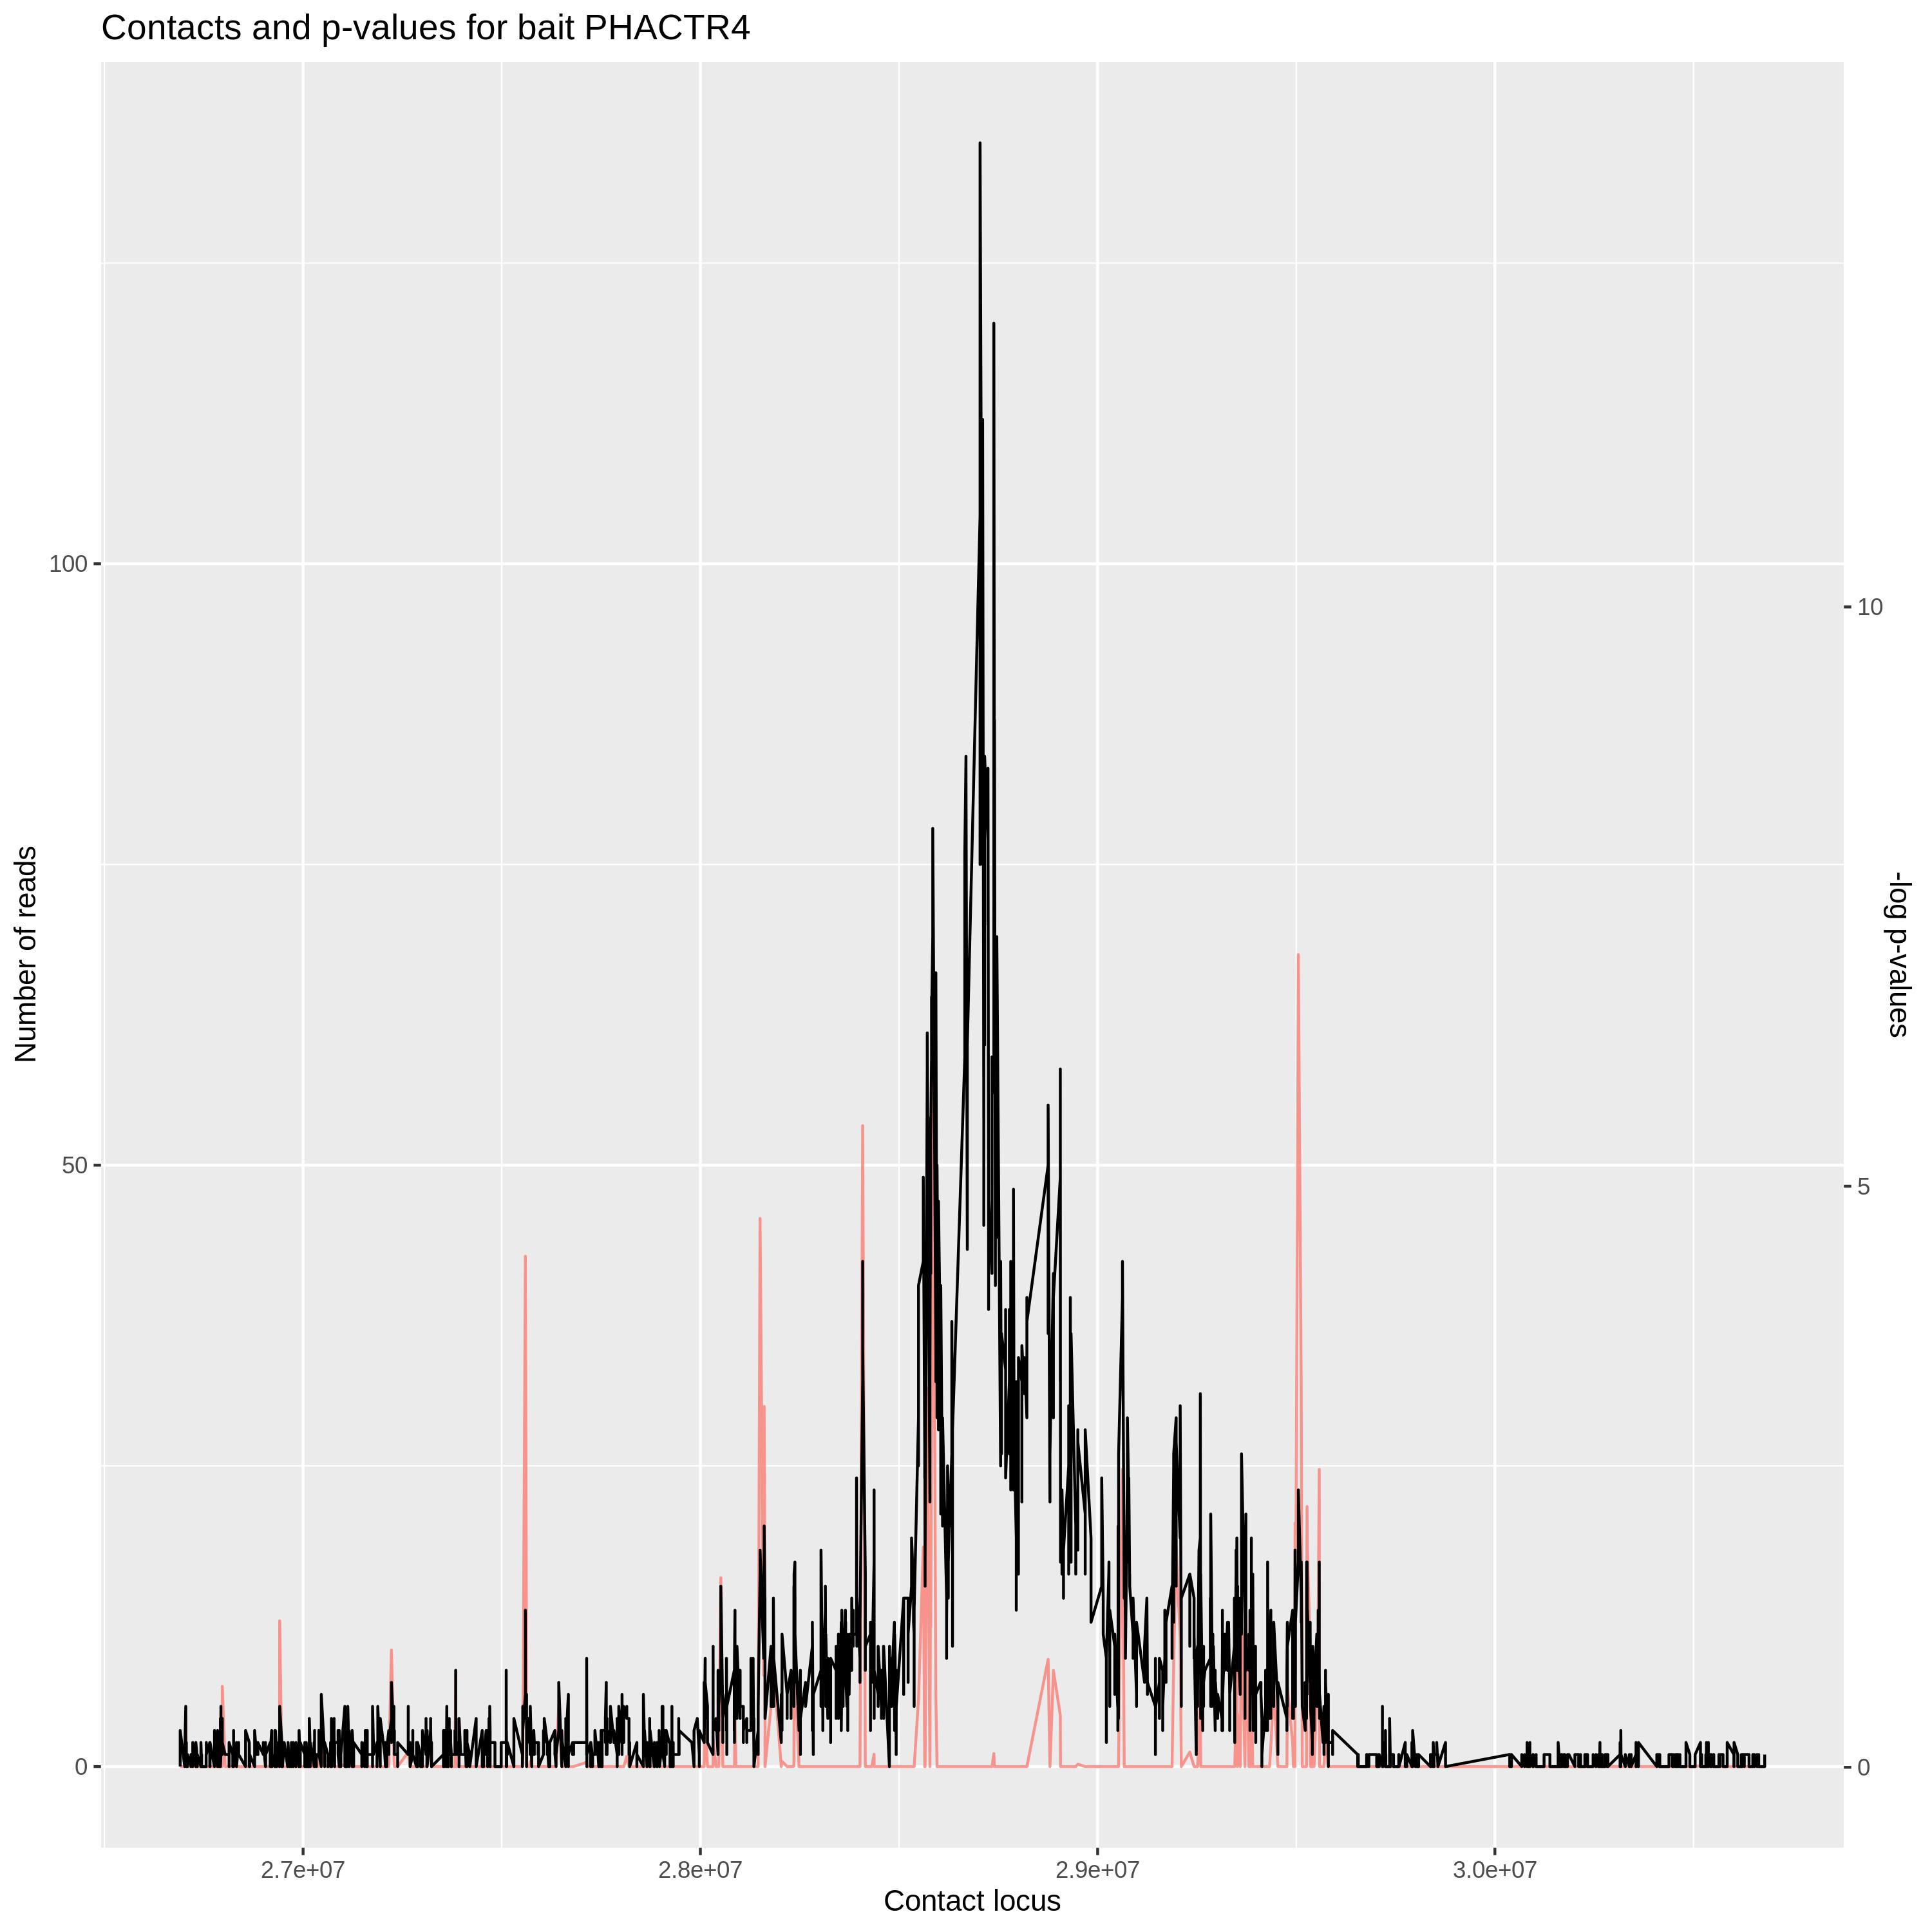 Contacts and p-values for bait PHACTR4
Number of reads
100
50
0
10
5
0
-log p-values
2.7e+07 2.8e+07 2.9e+07 3.0e+07
Contact locus